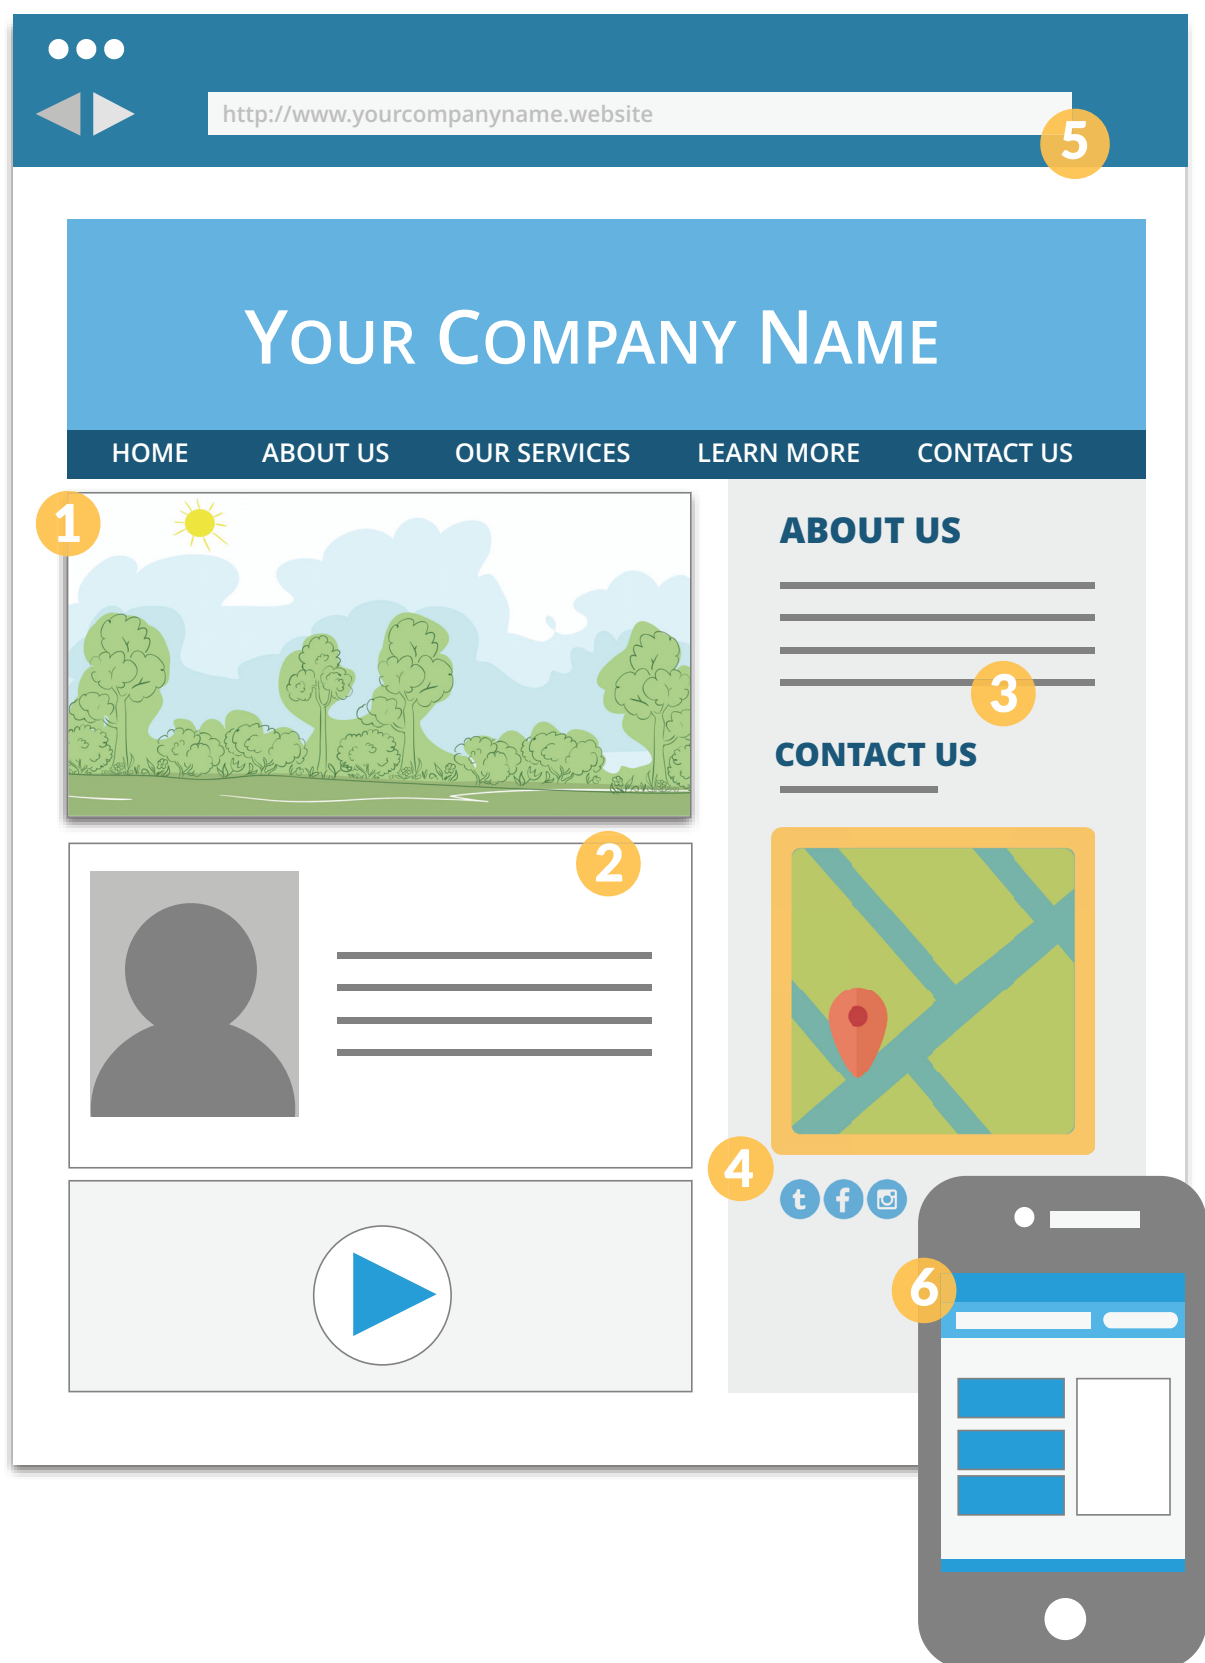 http://www.yourcompanyname.website
5
YOUR COMPANY NAME
HOME ABOUT US OUR SERVICES LEARN MORE CONTACT US
1
ABOUT US
3
CONTACT US
2
4
t f
6